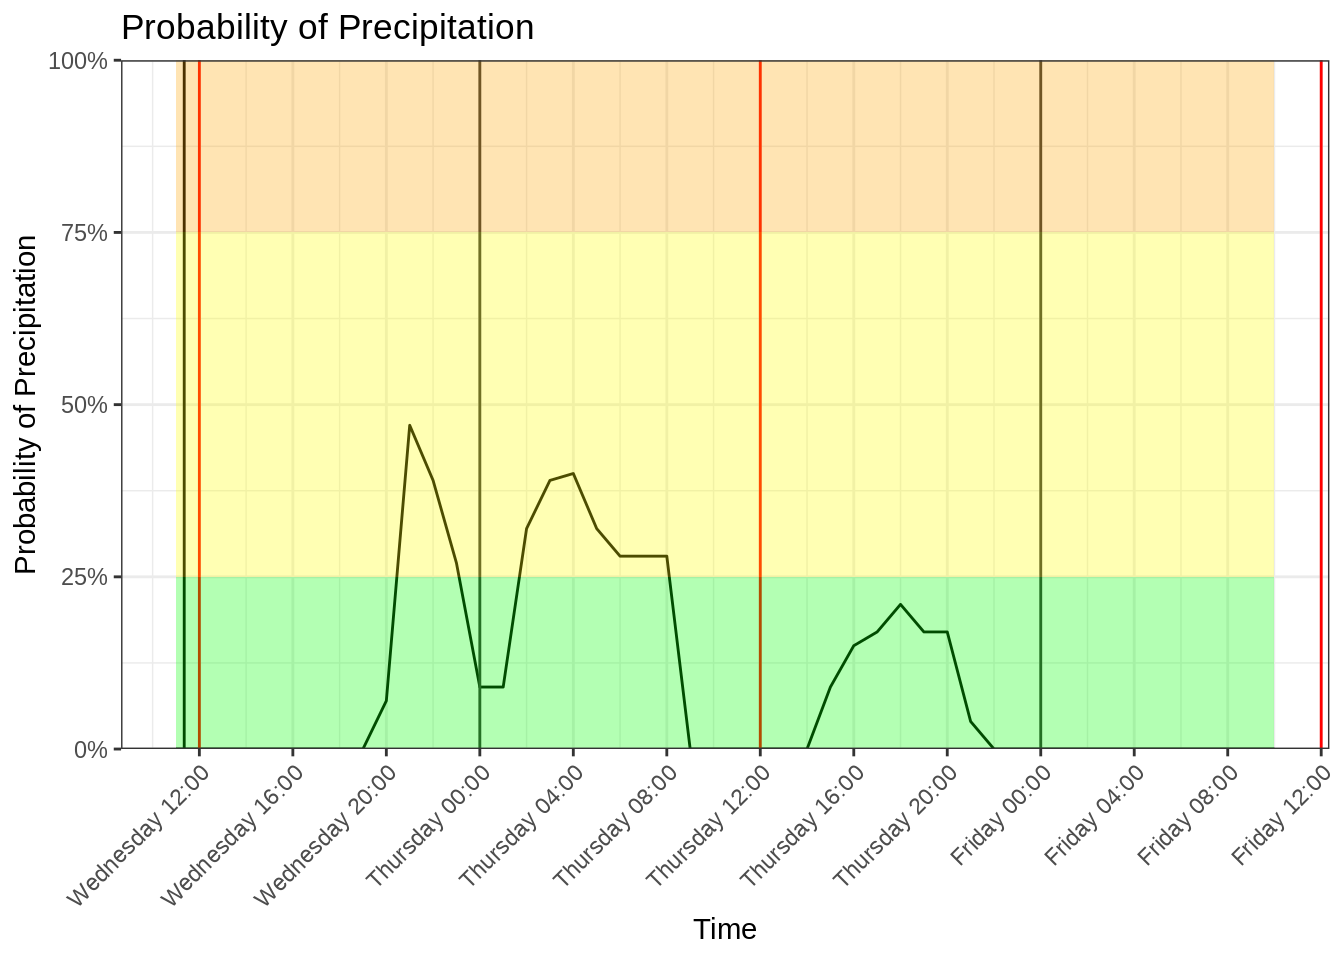 Probability of Precipitation
Probability of Precipitation
100%
75%
50%
25%
0%
Wednesday 12:00
Wednesday 16:00
Wednesday 20:00
Thursday 00:00
Thursday 04:00
Thursday 08:00
Thursday 12:00
Thursday 16:00
Thursday 20:00
Friday 00:00
Friday 04:00
Friday 08:00
Friday 12:00
Time